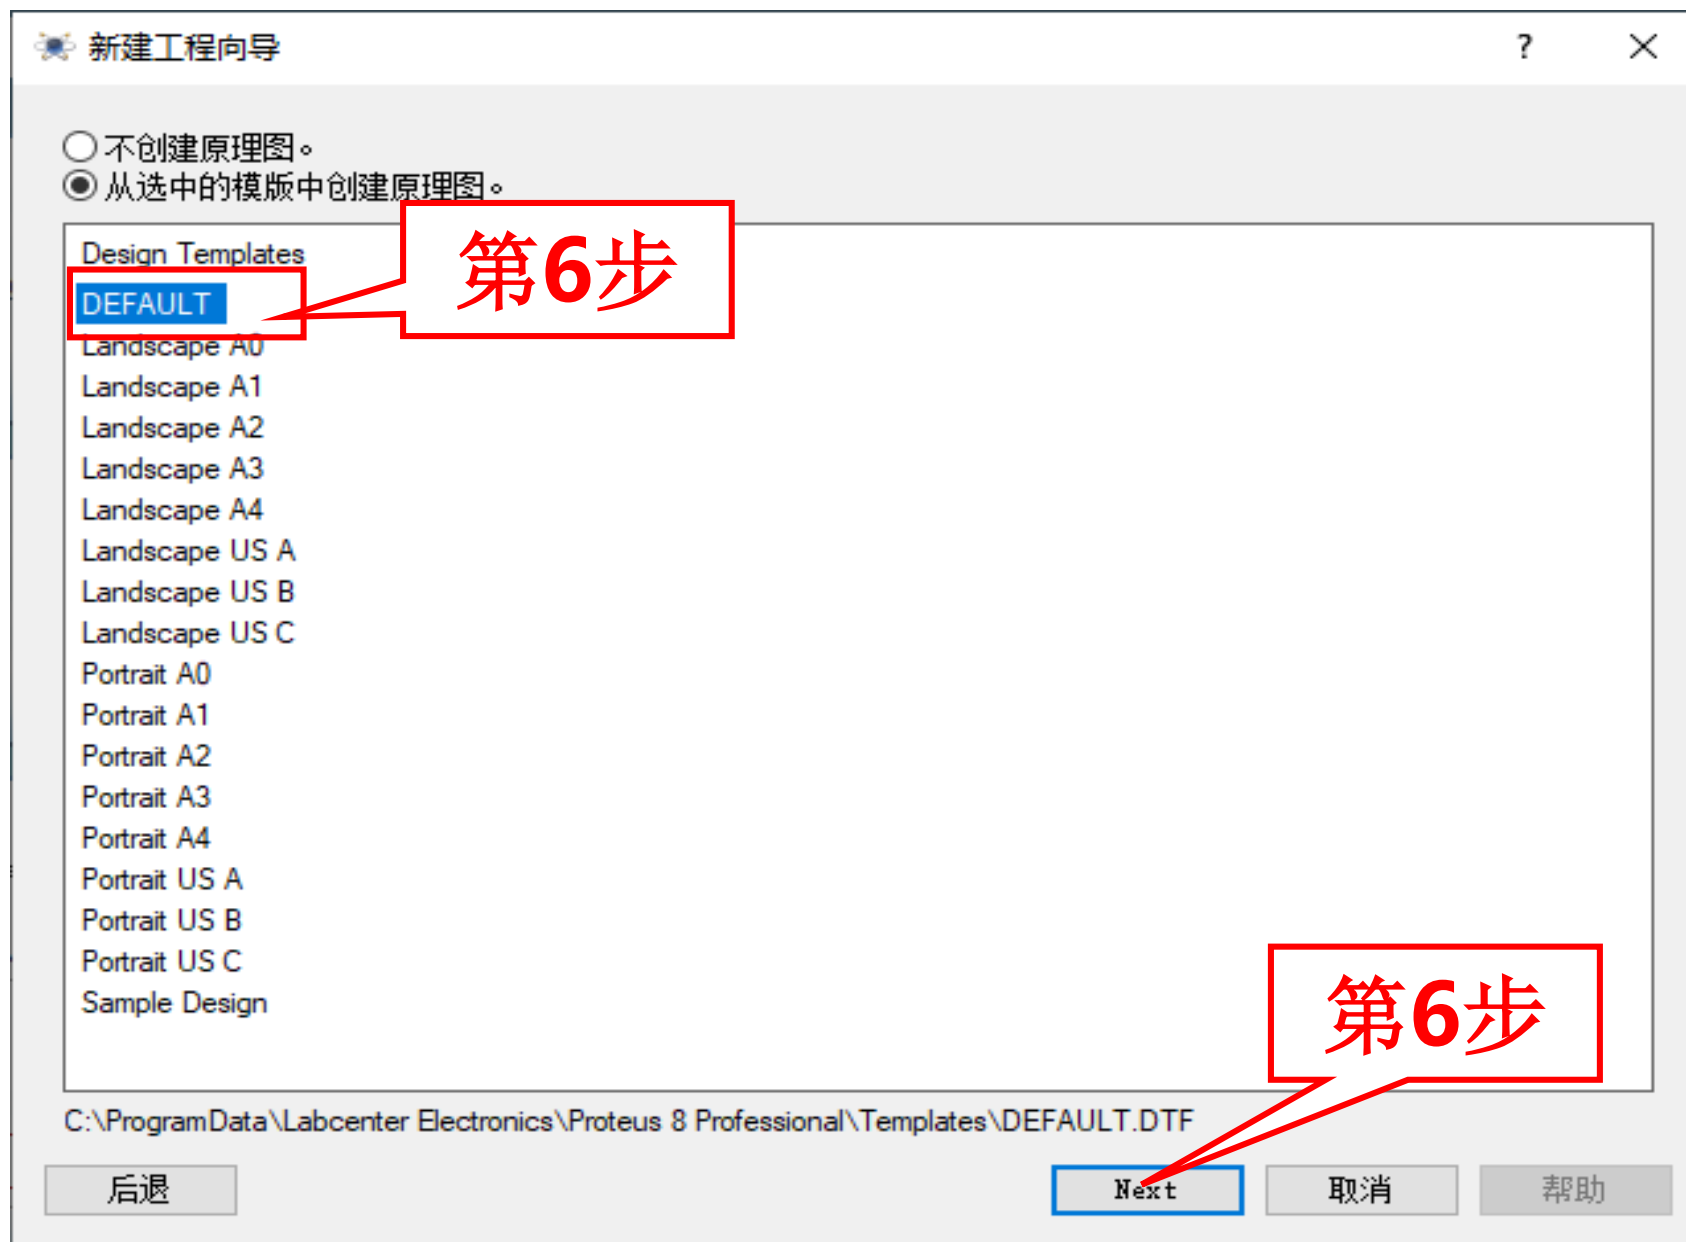 新建工程向导
?
不创建原理图。
从选中的模版中创建原理图。
第6步
Design Templates
DEFAULT
Landscape A0
Landscape A1
Landscape A2
Landscape A3
Landscape A4
Landscape US A
Landscape US B
Landscape US C
Portrait A0
Portrait A1
Portrait A2
Portrait A3
Portrait A4
Portrait US A
Portrait US B
Portrait US C
Sample Design
第6步
C:\ProgramData\Labcenter Electronics\Proteus 8 Professional\Templates\DEFAULT.DTF
后退
Next
取消
帮助